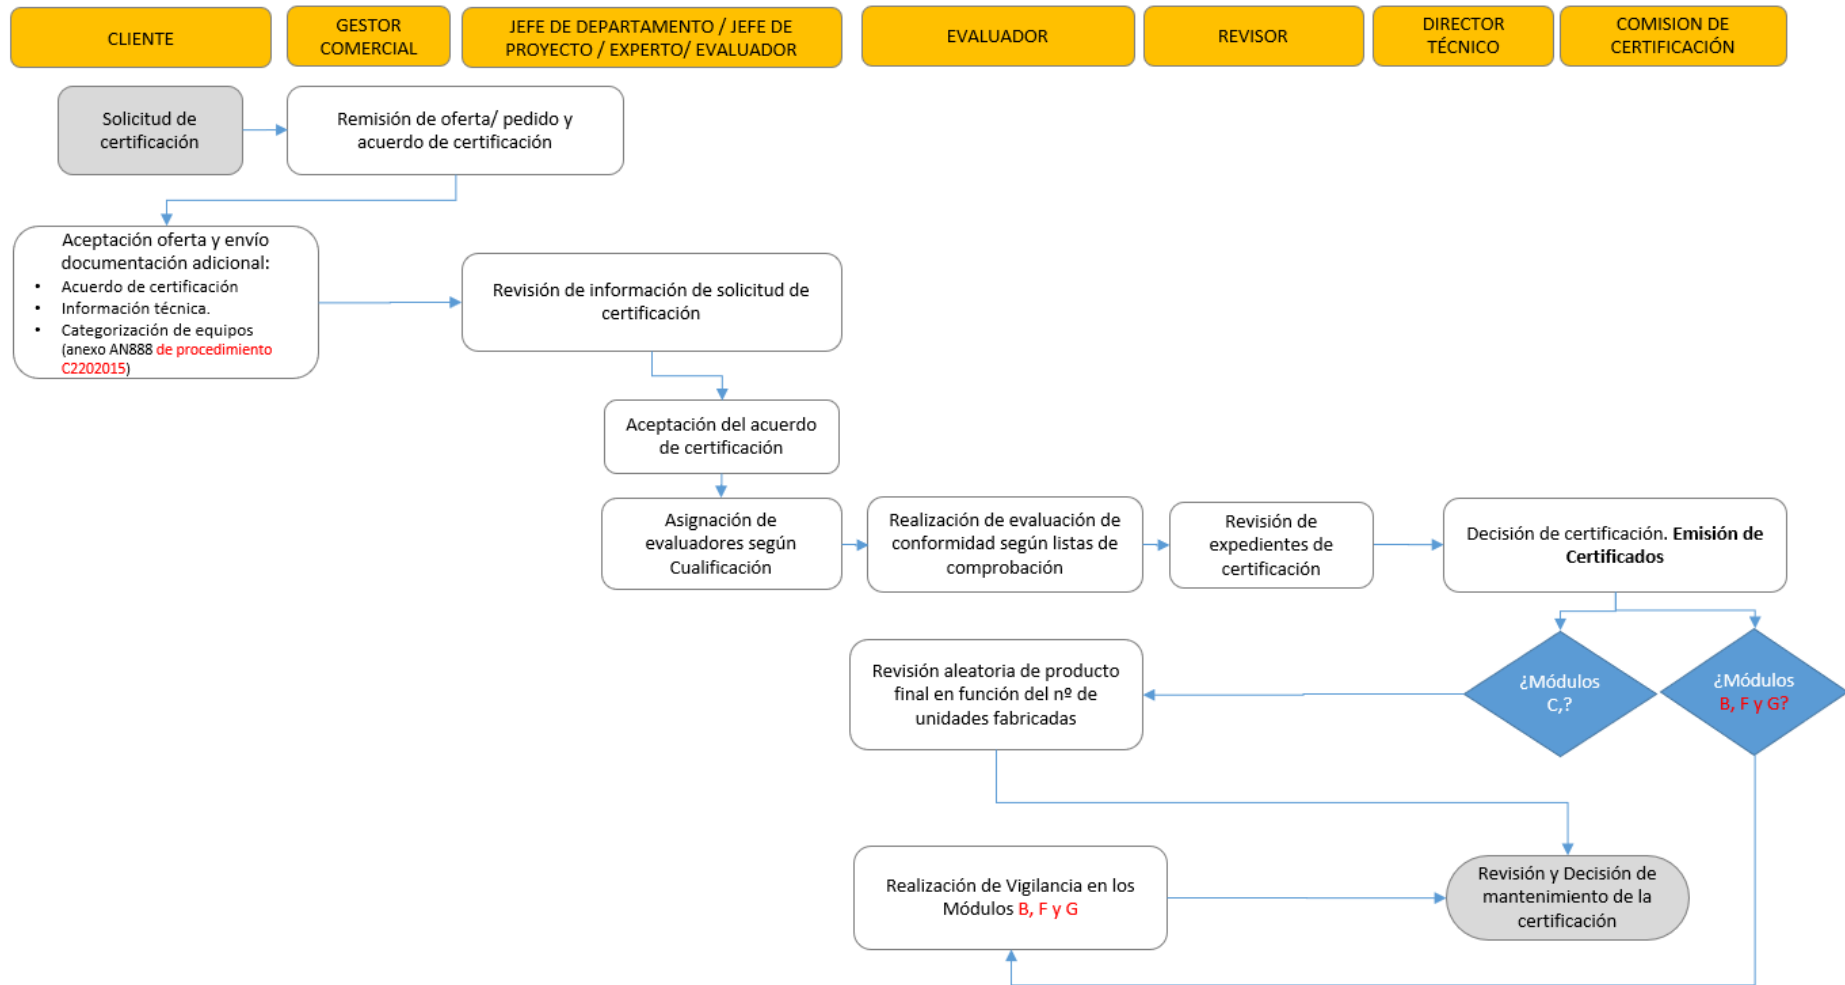 CLIENTE
GESTOR
COMERCIAL
JEFE DE DEPARTAMENTO / JEFE DE
PROYECTO / EXPERTO/ EVALUADOR
EVALUADOR
REVISOR
DIRECTOR
TÉCNICO
COMISION DE
CERTIFICACIÓN
Solicitud de
certificación
Remisión de oferta/ pedido y
acuerdo de certificación
Aceptación oferta y envío
documentación adicional:
• Acuerdo de certificación
• Información técnica.
• Categorización de equipos
(anexo AN888 de procedimiento
C2202015)
Revisión de información de solicitud de
certificación
Aceptación del acuerdo
de certificación
Asignación de
evaluadores según
Cualificación
Realización de evaluación de
conformidad según listas de
comprobación
Revisión de
expedientes de
certificación
Decisión de certificación. Emisión de
Certificados
Revisión aleatoria de producto
final en función del nº de
unidades fabricadas
¿Módulos
C,?
¿Módulos
B, F y G?
Realización de Vigilancia en los
Módulos B, F y G
Revisión y Decisión de
mantenimiento de la
certificación